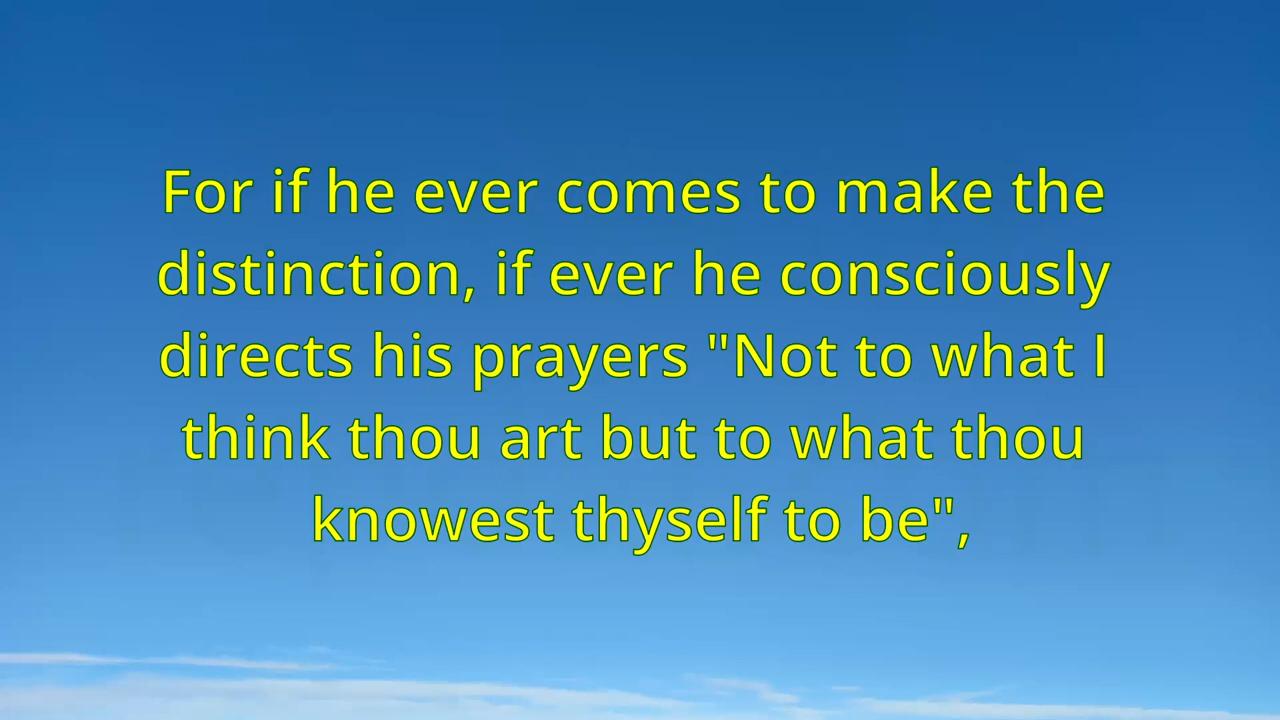 For if he ever comes to make the
distinction, if ever he consciously
directs his prayers "Not to what I
think thou art but to what thou
knowest thyself to be",